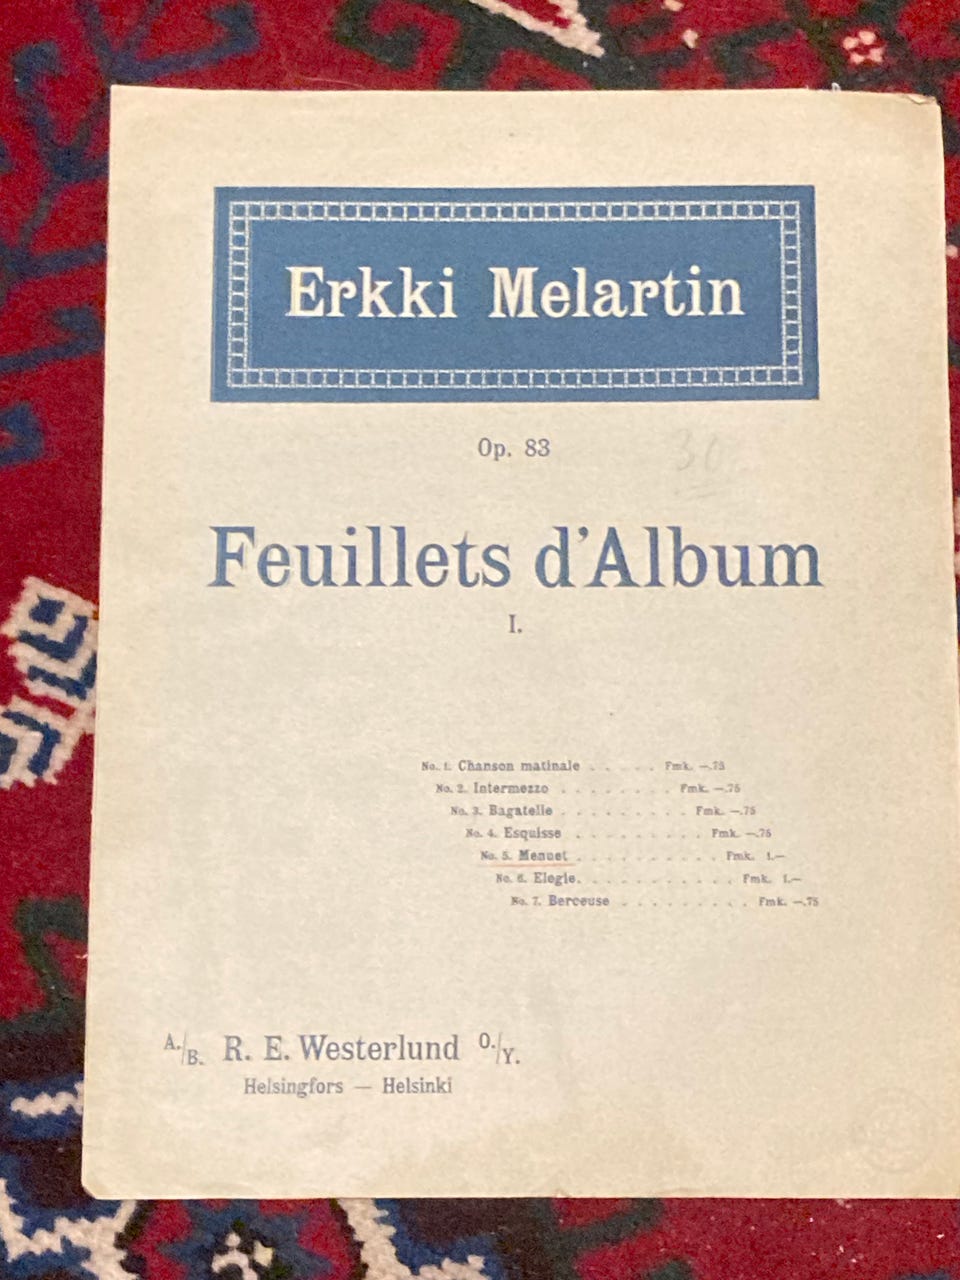 Erkki Melartin
Op. 83
30
Feuillets d'Album
I.
No. 1. Chanson matinale . . . . . Fmk. —.75
No. 2. Intermezzo . . . . . . . . Fmk. —.75
No. 3. Bagatelle . . . . . . . . . Fmk. —.75
No. 4. Esquisse . . . . . . . . . Fmk. —.75
No. 5. Menuet . . . . . . . . . . Fmk. 1.—
No. 6. Elegie. . . . . . . . . . . Fmk. 1.—
No. 7. Berceuse . . . . . . . . . Fmk. —.75
A./B. R. E. Westerlund O./Y.
Helsingfors — Helsinki